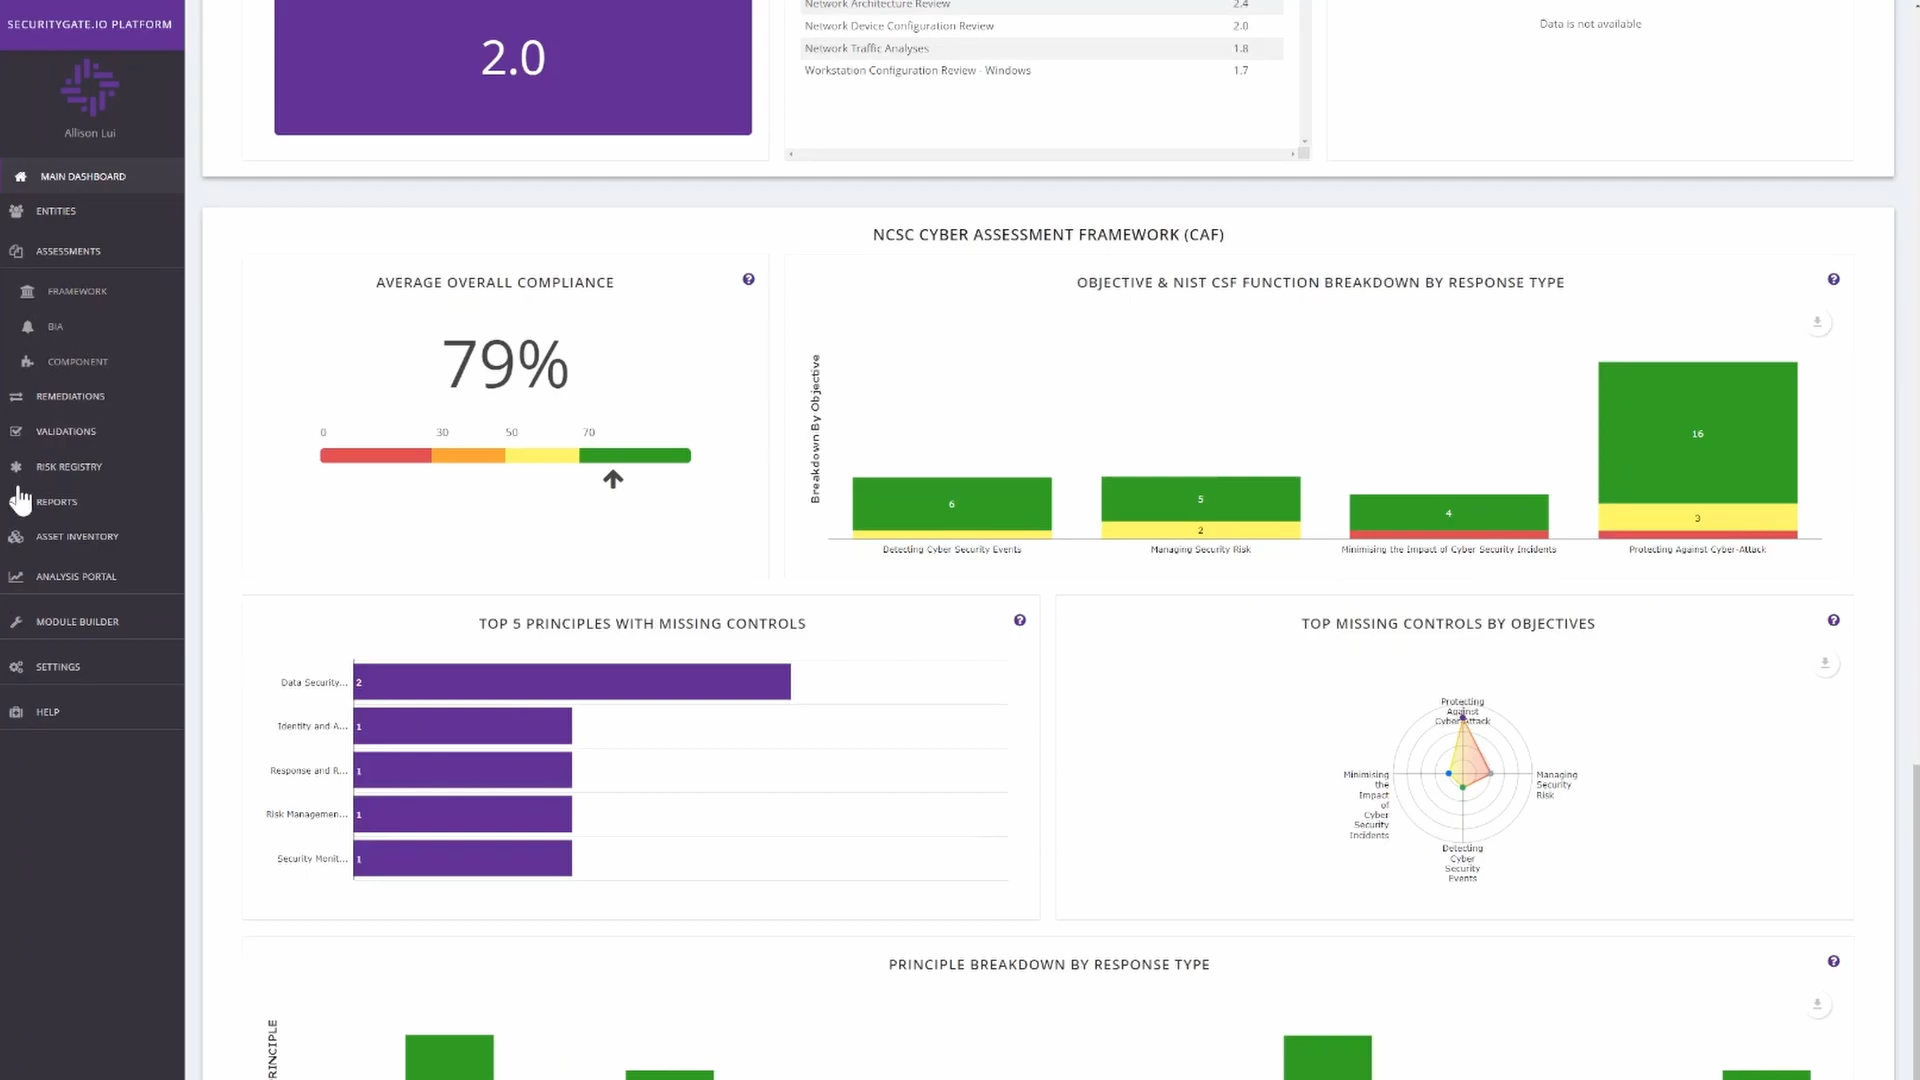 SECURITYGATE.IO PLATFORM
Allison Lui
MAIN DASHBOARD
ENTITIES
ASSESSMENTS
FRAMEWORK
BIA
COMPONENT
REMEDIATIONS
VALIDATIONS
RISK REGISTRY
REPORTS
ASSET INVENTORY
ANALYSIS PORTAL
MODULE BUILDER
SETTINGS
HELP
2.0
Network Architecture Review 2.4
Network Device Configuration Review 2.0
Network Traffic Analyses 1.8
Workstation Configuration Review - Windows 1.7
Data is not available
NCSC CYBER ASSESSMENT FRAMEWORK (CAF)
AVERAGE OVERALL COMPLIANCE
79%
0 30 50 70
OBJECTIVE & NIST CSF FUNCTION BREAKDOWN BY RESPONSE TYPE
Breakdown By Objective
6
5
2
4
16
3
Detecting Cyber Security Events
Managing Security Risk
Minimising the Impact of Cyber Security Incidents
Protecting Against Cyber-Attack
TOP 5 PRINCIPLES WITH MISSING CONTROLS
Data Security... 2
Identity and A... 1
Response and R... 1
Risk Managemen... 1
Security Monit... 1
TOP MISSING CONTROLS BY OBJECTIVES
Protecting
Against
Cyber-Attack
Managing
Security
Risk
Minimising
the
Impact
of
Cyber
Security
Incidents
Detecting
Cyber
Security
Events
PRINCIPLE BREAKDOWN BY RESPONSE TYPE
PRINCIPLE